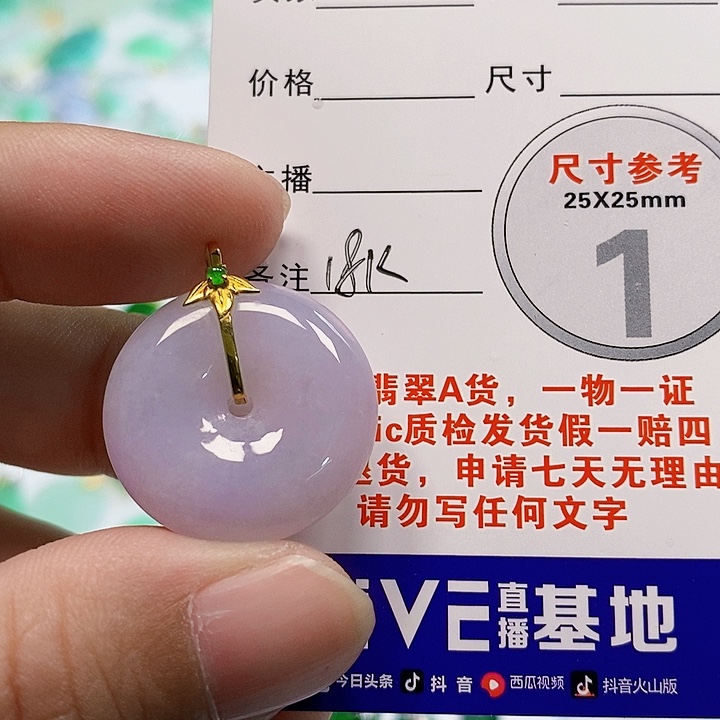 价格 尺寸
播
尺寸参考
25X25mm
1
备注 18K
翡翠A货，一物一证
ic质检发货假一赔四
退货，申请七天无理由
请勿写任何文字
IVE直播基地
今日头条 抖音 西瓜视频 抖音火山版